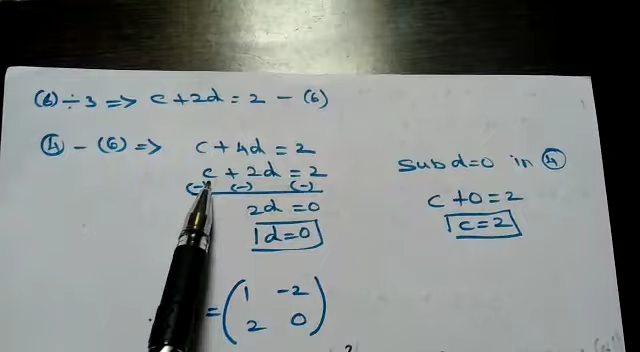 (6) ÷ 3 => c + 2d = 2 - (6)
④ - (6) => c + 4d = 2
c + 2d = 2
(-) (-) (-)
2d = 0
d = 0
sub d = 0 in ④
c + 0 = 2
c = 2
= ( 1 -2
2 0 )